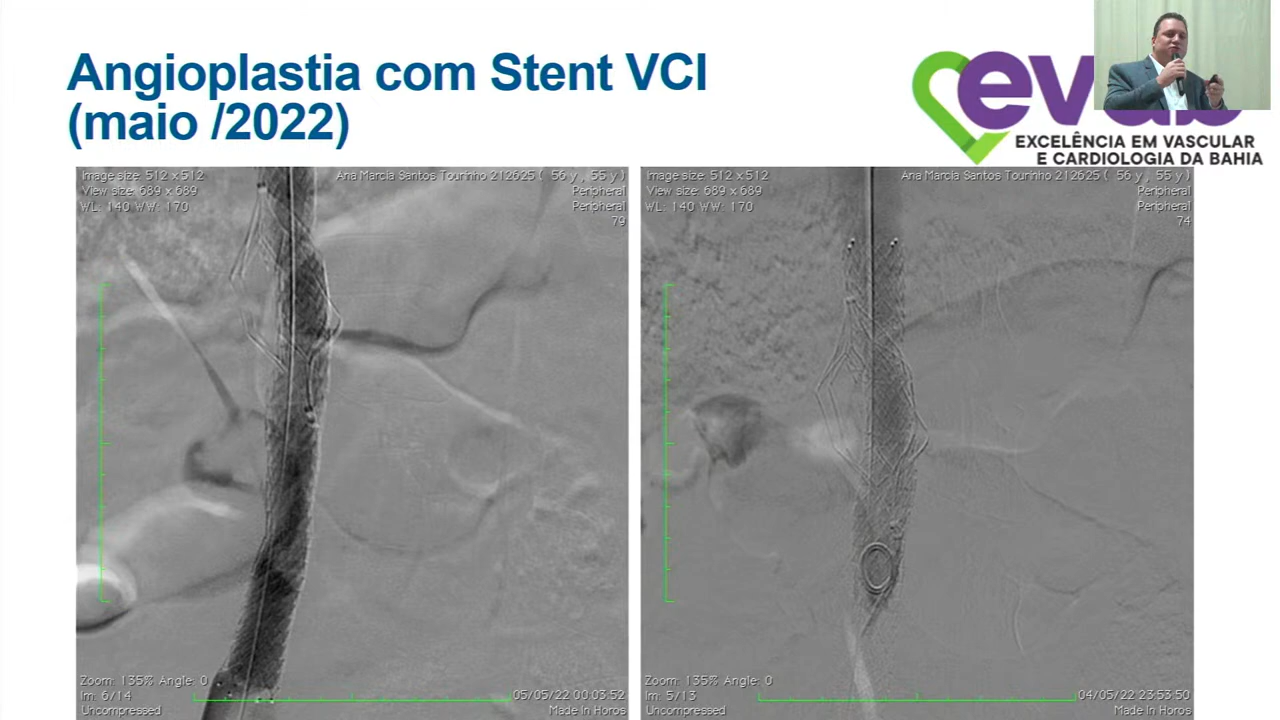 Angioplastia com Stent VCI
(maio /2022)
EXCELÊNCIA EM VASCULAR
E CARDIOLOGIA DA BAHIA
Image size: 512 x 512
View size: 689 x 689
WL: 140 WW: 170
Ana Marcia Santos Tourinho 212625 ( 56 y , 55 y )
Peripheral
Peripheral
79
Zoom: 135% Angle: 0
Im: 6/14
Uncompressed
05/05/22 00:03:52
Made In Horos
Image size: 512 x 512
View size: 689 x 689
WL: 140 WW: 170
Ana Marcia Santos Tourinho 212625 ( 56 y , 55 y )
Peripheral
Peripheral
74
Zoom: 135% Angle: 0
Im: 5/13
Uncompressed
04/05/22 23:53:50
Made In Horos